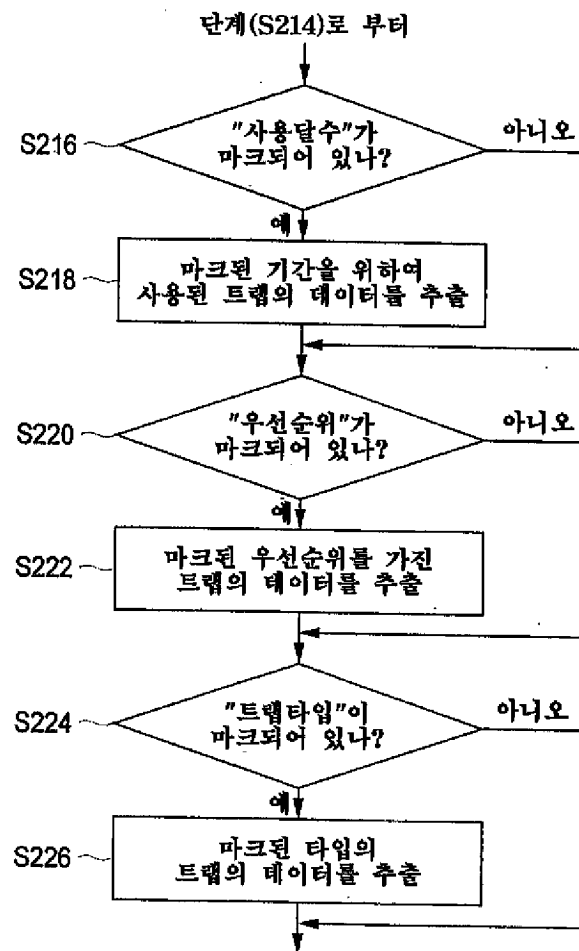 단계(S214)로 부터
S216
"사용달수"가
마크되어 있나?
아니오
예
S218
마크된 기간을 위하여
사용된 트랩의 데이터를 추출
S220
"우선순위"가
마크되어 있나?
아니오
예
S222
마크된 우선순위를 가진
트랩의 데이터를 추출
S224
"트랩타입"이
마크되어 있나?
아니오
예
S226
마크된 타입의
트랩의 데이터를 추출